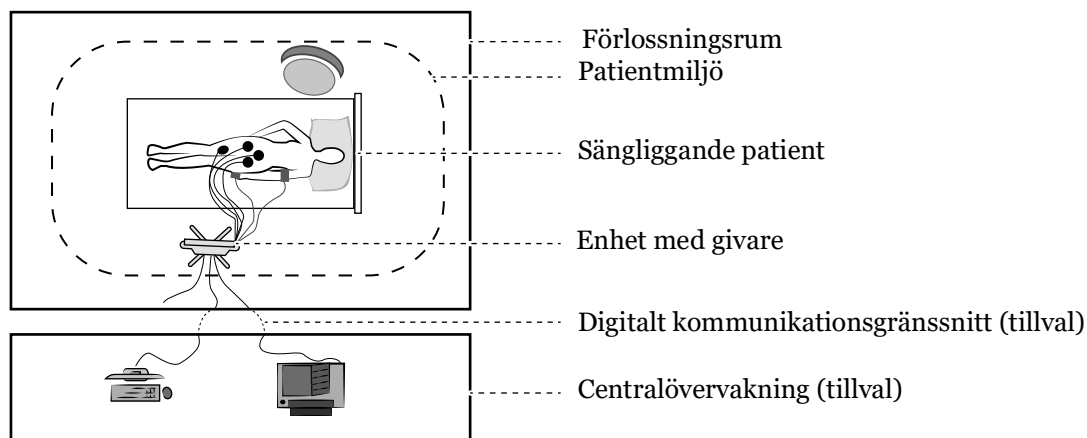 Förlossningsrum
Patientmiljö
Sängliggande patient
Enhet med givare
Digitalt kommunikationsgränssnitt (tillval)
Centralövervakning (tillval)